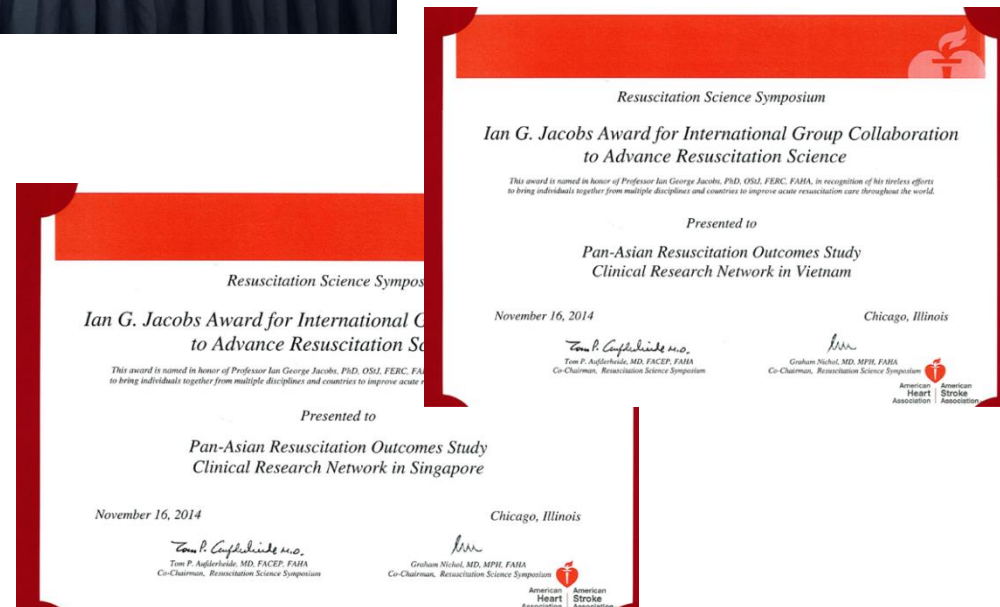 Resuscitation Science Symposium
Ian G. Jacobs Award for International Group Collaboration
to Advance Resuscitation Science
This award is named in honor of Professor Ian George Jacobs, PhD, OStJ, FERC, FAHA, in recognition of his tireless efforts
to bring individuals together from multiple disciplines and countries to improve acute resuscitation care throughout the world.
Presented to
Pan-Asian Resuscitation Outcomes Study
Clinical Research Network in Vietnam
November 16, 2014
Chicago, Illinois
Tom P. Aufderheide M.D.
Tom P. Aufderheide, MD, FACEP, FAHA
Co-Chairman, Resuscitation Science Symposium
Graham Nichol, MD, MPH, FAHA
Co-Chairman, Resuscitation Science Symposium
American Heart Association
American Stroke Association
Resuscitation Science Sympos
Ian G. Jacobs Award for International G
to Advance Resuscitation Sc
This award is named in honor of Professor Ian George Jacobs, PhD, OStJ, FERC, FA
to bring individuals together from multiple disciplines and countries to improve acute r
Presented to
Pan-Asian Resuscitation Outcomes Study
Clinical Research Network in Singapore
November 16, 2014
Chicago, Illinois
Tom P. Aufderheide M.D.
Tom P. Aufderheide, MD, FACEP, FAHA
Co-Chairman, Resuscitation Science Symposium
Graham Nichol, MD, MPH, FAHA
Co-Chairman, Resuscitation Science Symposium
American Heart Association
American Stroke Association